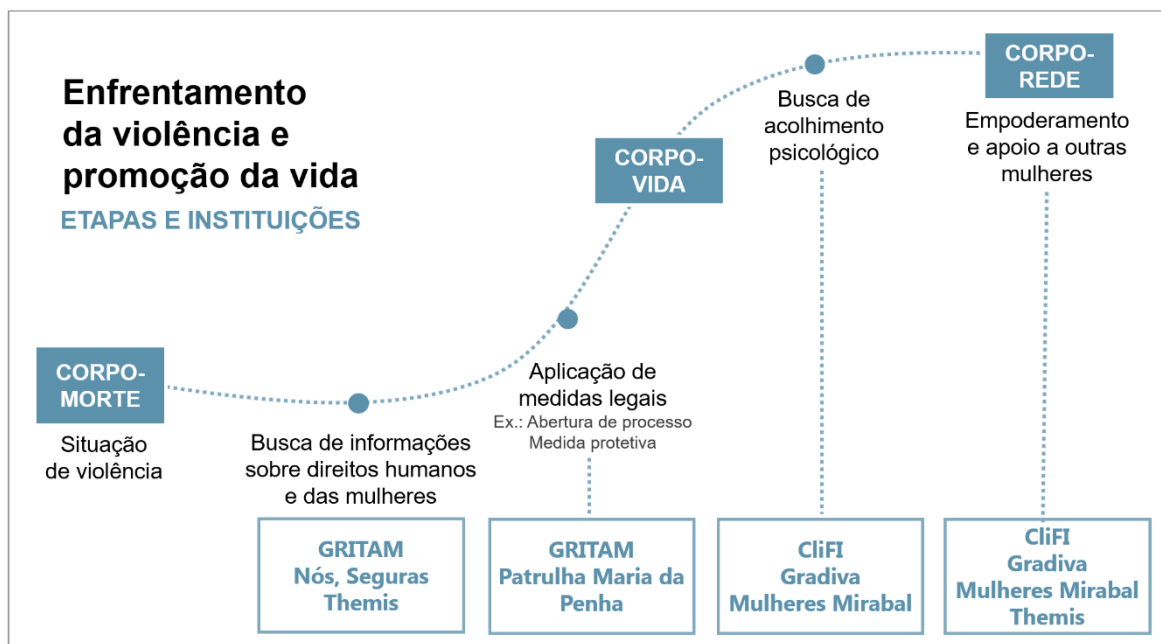 Enfrentamento
da violência e
promoção da vida
ETAPAS E INSTITUIÇÕES
CORPO-
MORTE
Situação
de violência
Busca de informações
sobre direitos humanos
e das mulheres
GRITAM
Nós, Seguras
Themis
Aplicação de
medidas legais
Ex.: Abertura de processo
Medida protetiva
GRITAM
Patrulha Maria da
Penha
CORPO-
VIDA
Busca de
acolhimento
psicológico
CliFI
Gradiva
Mulheres Mirabal
CORPO-
REDE
Empoderamento
e apoio a outras
mulheres
CliFI
Gradiva
Mulheres Mirabal
Themis